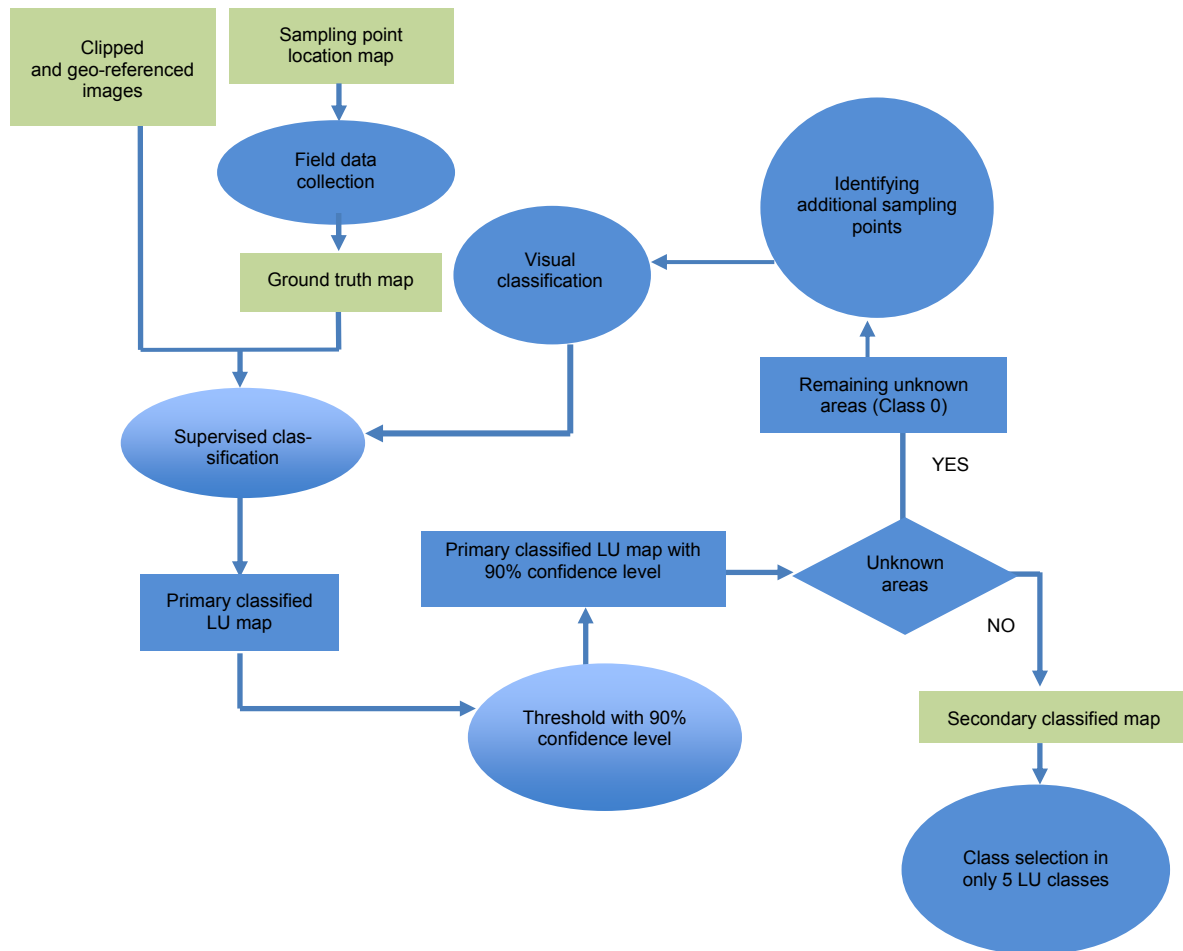 Clipped
and geo-referenced
images
Sampling point
location map
Field data
collection
Ground truth map
Visual
classification
Identifying
additional sampling
points
Remaining unknown
areas (Class 0)
YES
Supervised clas-
sification
Primary classified LU map with
90% confidence level
Unknown
areas
NO
Primary classified
LU map
Threshold with 90%
confidence level
Secondary classified map
Class selection in
only 5 LU classes